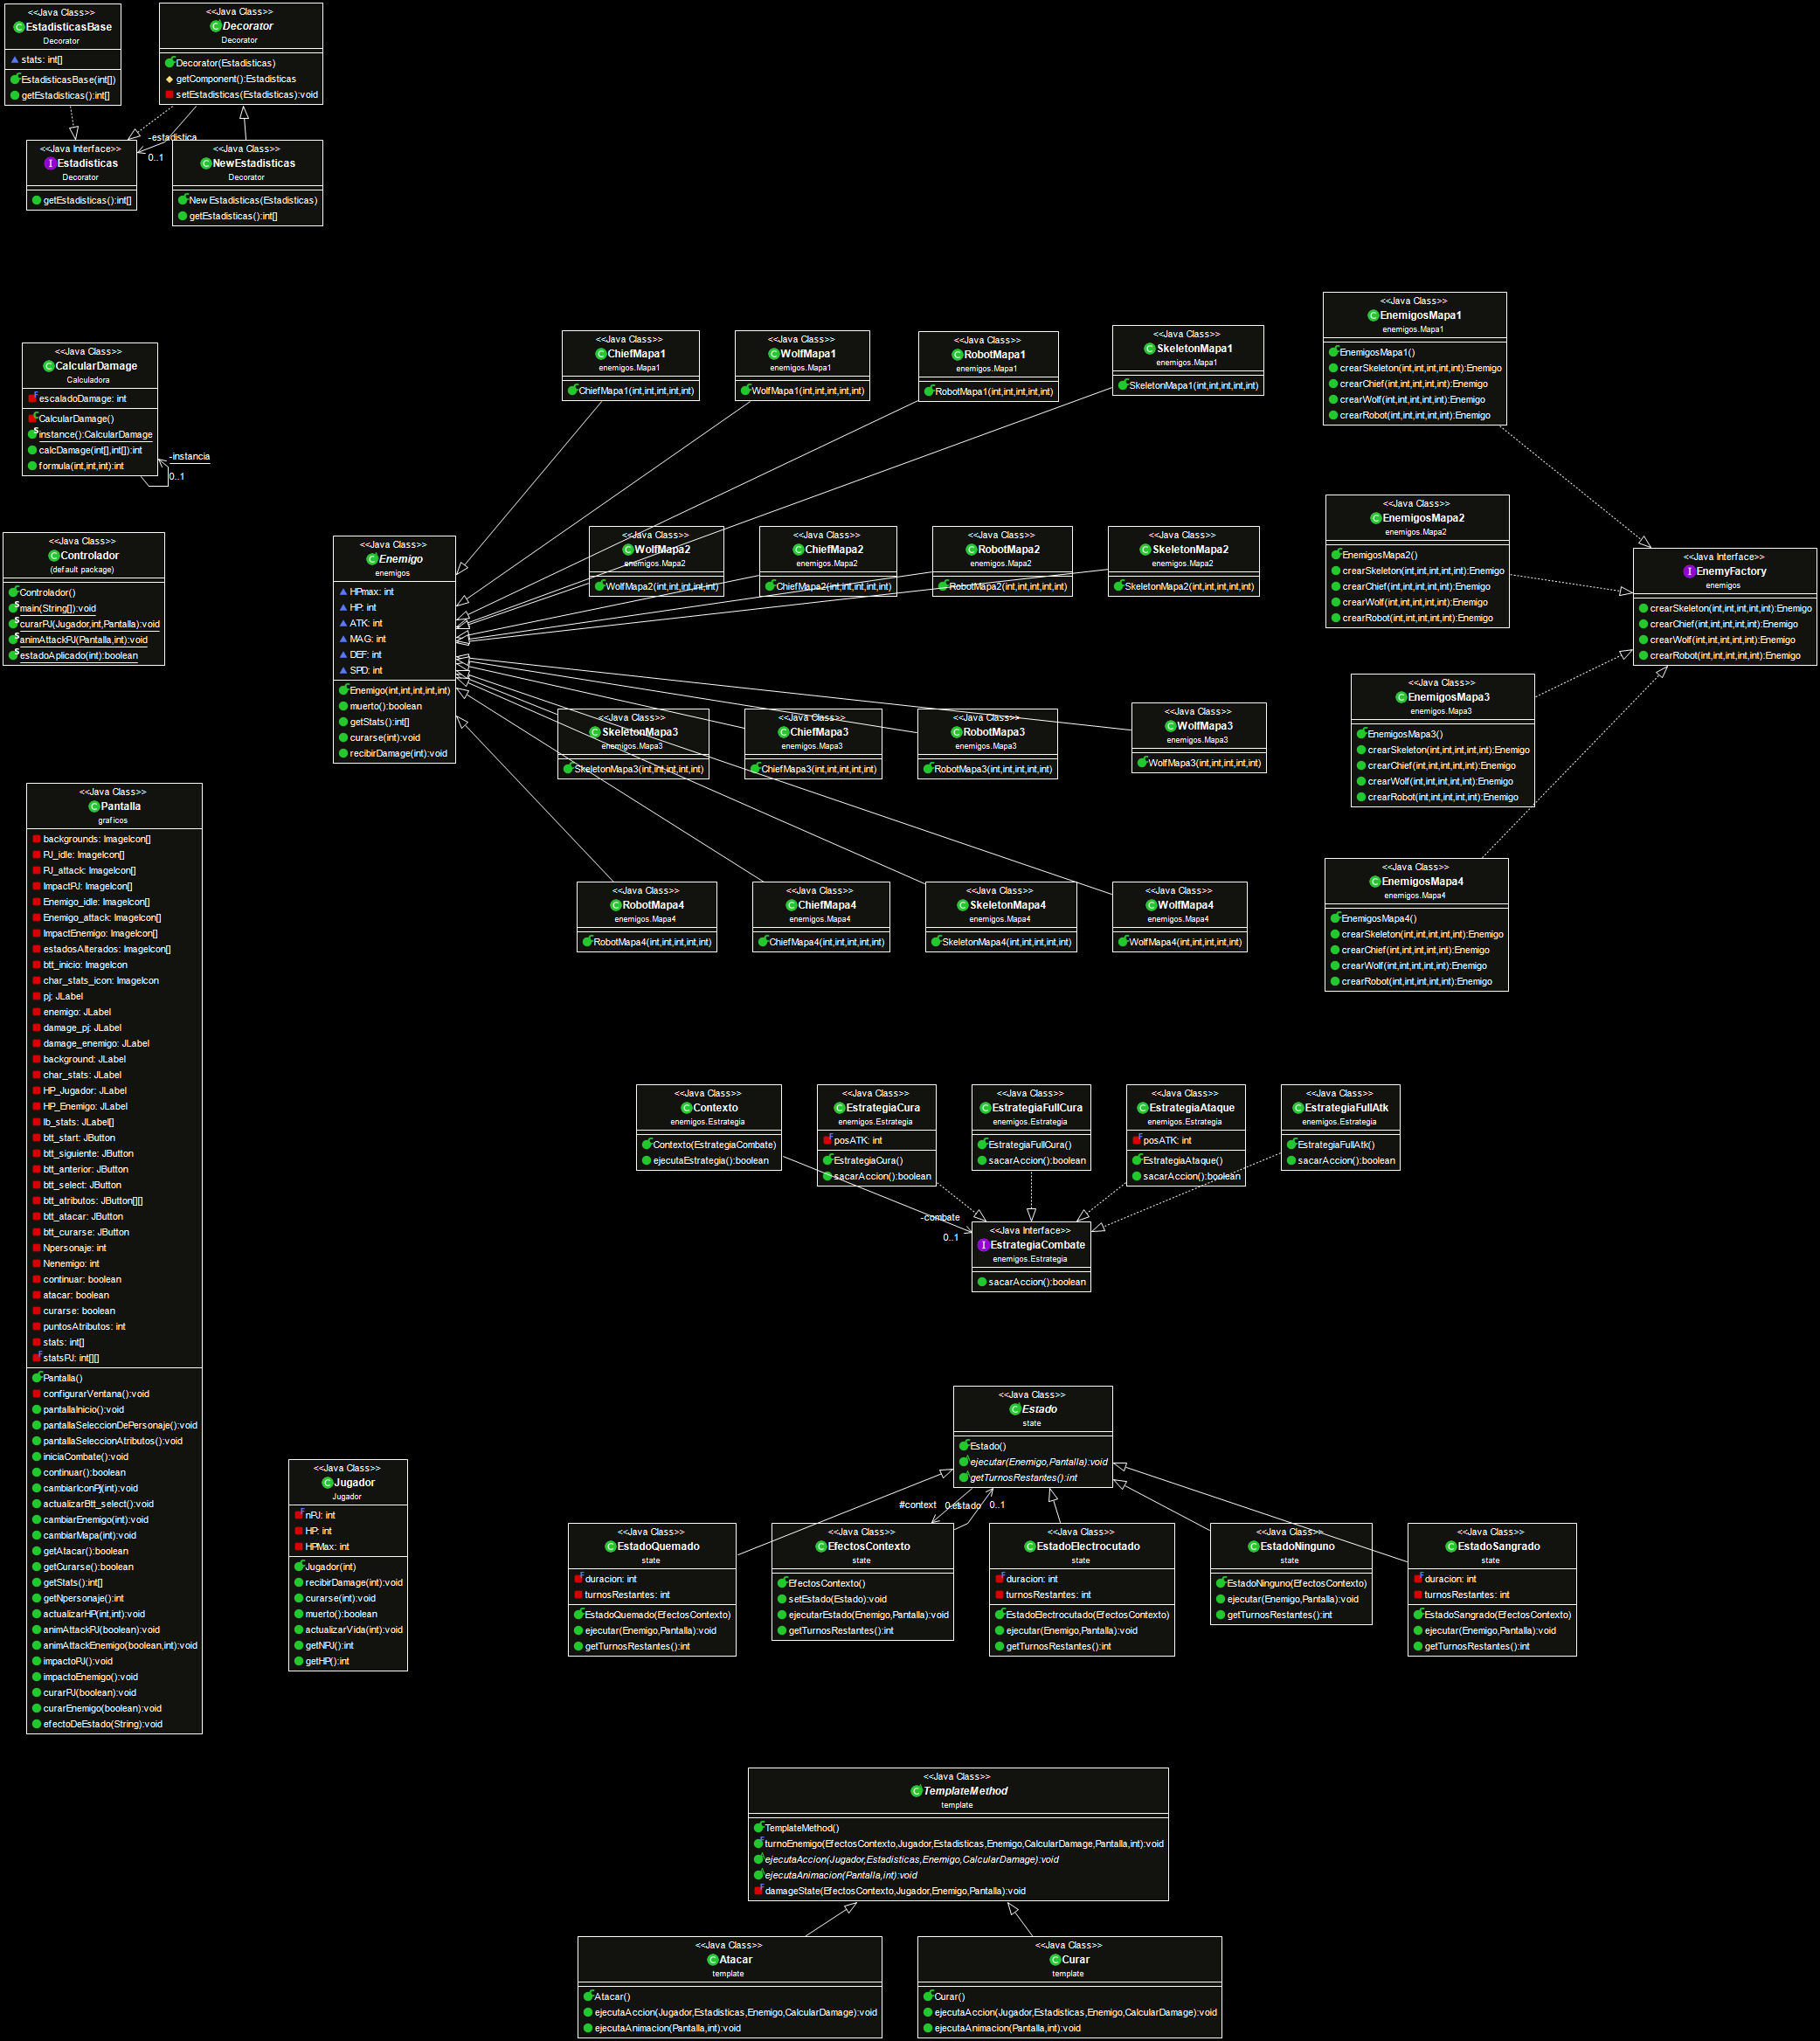 <<Java Class>>
EstadisticasBase
Decorator
stats: int[]
EstadisticasBase(int[])
getEstadisticas():int[]
<<Java Class>>
Decorator
Decorator
Decorator(Estadisticas)
getComponent():Estadisticas
setEstadisticas(Estadisticas):void
-estadistica
0..1
<<Java Interface>>
Estadisticas
Decorator
getEstadisticas():int[]
<<Java Class>>
NewEstadisticas
Decorator
NewEstadisticas(Estadisticas)
getEstadisticas():int[]
<<Java Class>>
CalcularDamage
Calculadora
escaladoDamage: int
CalcularDamage()
instance():CalcularDamage
calcDamage(int[],int[]):int
formula(int,int,int):int
-instancia
0..1
<<Java Class>>
Controlador
(default package)
Controlador()
main(String[]):void
curarPJ(Jugador,int,Pantalla):void
animAttackPJ(Pantalla,int):void
estadoAplicado(int):boolean
<<Java Class>>
Enemigo
enemigos
HPmax: int
HP: int
ATK: int
MAG: int
DEF: int
SPD: int
Enemigo(int,int,int,int,int)
muerto():boolean
getStats():int[]
curarse(int):void
recibirDamage(int):void
<<Java Class>>
ChiefMapa1
enemigos.Mapa1
ChiefMapa1(int,int,int,int,int)
<<Java Class>>
WolfMapa1
enemigos.Mapa1
WolfMapa1(int,int,int,int,int)
<<Java Class>>
RobotMapa1
enemigos.Mapa1
RobotMapa1(int,int,int,int,int)
<<Java Class>>
SkeletonMapa1
enemigos.Mapa1
SkeletonMapa1(int,int,int,int,int)
<<Java Class>>
WolfMapa2
enemigos.Mapa2
WolfMapa2(int,int,int,int,int)
<<Java Class>>
ChiefMapa2
enemigos.Mapa2
ChiefMapa2(int,int,int,int,int)
<<Java Class>>
RobotMapa2
enemigos.Mapa2
RobotMapa2(int,int,int,int,int)
<<Java Class>>
SkeletonMapa2
enemigos.Mapa2
SkeletonMapa2(int,int,int,int,int)
<<Java Class>>
SkeletonMapa3
enemigos.Mapa3
SkeletonMapa3(int,int,int,int,int)
<<Java Class>>
ChiefMapa3
enemigos.Mapa3
ChiefMapa3(int,int,int,int,int)
<<Java Class>>
RobotMapa3
enemigos.Mapa3
RobotMapa3(int,int,int,int,int)
<<Java Class>>
WolfMapa3
enemigos.Mapa3
WolfMapa3(int,int,int,int,int)
<<Java Class>>
RobotMapa4
enemigos.Mapa4
RobotMapa4(int,int,int,int,int)
<<Java Class>>
ChiefMapa4
enemigos.Mapa4
ChiefMapa4(int,int,int,int,int)
<<Java Class>>
SkeletonMapa4
enemigos.Mapa4
SkeletonMapa4(int,int,int,int,int)
<<Java Class>>
WolfMapa4
enemigos.Mapa4
WolfMapa4(int,int,int,int,int)
<<Java Class>>
EnemigosMapa1
enemigos.Mapa1
EnemigosMapa1()
crearSkeleton(int,int,int,int,int):Enemigo
crearChief(int,int,int,int,int):Enemigo
crearWolf(int,int,int,int,int):Enemigo
crearRobot(int,int,int,int,int):Enemigo
<<Java Class>>
EnemigosMapa2
enemigos.Mapa2
EnemigosMapa2()
crearSkeleton(int,int,int,int,int):Enemigo
crearChief(int,int,int,int,int):Enemigo
crearWolf(int,int,int,int,int):Enemigo
crearRobot(int,int,int,int,int):Enemigo
<<Java Interface>>
EnemyFactory
enemigos
crearSkeleton(int,int,int,int,int):Enemigo
crearChief(int,int,int,int,int):Enemigo
crearWolf(int,int,int,int,int):Enemigo
crearRobot(int,int,int,int,int):Enemigo
<<Java Class>>
EnemigosMapa3
enemigos.Mapa3
EnemigosMapa3()
crearSkeleton(int,int,int,int,int):Enemigo
crearChief(int,int,int,int,int):Enemigo
crearWolf(int,int,int,int,int):Enemigo
crearRobot(int,int,int,int,int):Enemigo
<<Java Class>>
EnemigosMapa4
enemigos.Mapa4
EnemigosMapa4()
crearSkeleton(int,int,int,int,int):Enemigo
crearChief(int,int,int,int,int):Enemigo
crearWolf(int,int,int,int,int):Enemigo
crearRobot(int,int,int,int,int):Enemigo
<<Java Class>>
Pantalla
graficos
backgrounds: ImageIcon[]
PJ_idle: ImageIcon[]
PJ_attack: ImageIcon[]
ImpactPJ: ImageIcon[]
Enemigo_idle: ImageIcon[]
Enemigo_attack: ImageIcon[]
ImpactEnemigo: ImageIcon[]
estadosAlterados: ImageIcon[]
btt_inicio: ImageIcon
char_stats_icon: ImageIcon
pj: JLabel
enemigo: JLabel
damage_pj: JLabel
damage_enemigo: JLabel
background: JLabel
char_stats: JLabel
HP_Jugador: JLabel
HP_Enemigo: JLabel
lb_stats: JLabel[]
btt_start: JButton
btt_siguiente: JButton
btt_anterior: JButton
btt_select: JButton
btt_atributos: JButton[][]
btt_atacar: JButton
btt_curarse: JButton
Npersonaje: int
Nenemigo: int
continuar: boolean
atacar: boolean
curarse: boolean
puntosAtributos: int
stats: int[]
statsPJ: int[][]
Pantalla()
configurarVentana():void
pantallaInicio():void
pantallaSeleccionDePersonaje():void
pantallaSeleccionAtributos():void
iniciaCombate():void
continuar():boolean
cambiarIconPj(int):void
actualizarBtt_select():void
cambiarEnemigo(int):void
cambiarMapa(int):void
getAtacar():boolean
getCurarse():boolean
getStats():int[]
getNpersonaje():int
actualizarHP(int,int):void
animAttackPJ(boolean):void
animAttackEnemigo(boolean,int):void
impactoPJ():void
impactoEnemigo():void
curarPJ(boolean):void
curarEnemigo(boolean):void
efectoDeEstado(String):void
<<Java Class>>
Jugador
Jugador
nPJ: int
HP: int
HPMax: int
Jugador(int)
recibirDamage(int):void
curarse(int):void
muerto():boolean
actualizarVida(int):void
getNPJ():int
getHP():int
<<Java Class>>
Contexto
enemigos.Estrategia
Contexto(EstrategiaCombate)
ejecutaEstrategia():boolean
<<Java Class>>
EstrategiaCura
enemigos.Estrategia
posATK: int
EstrategiaCura()
sacarAccion():boolean
<<Java Class>>
EstrategiaFullCura
enemigos.Estrategia
EstrategiaFullCura()
sacarAccion():boolean
<<Java Class>>
EstrategiaAtaque
enemigos.Estrategia
posATK: int
EstrategiaAtaque()
sacarAccion():boolean
<<Java Class>>
EstrategiaFullAtk
enemigos.Estrategia
EstrategiaFullAtk()
sacarAccion():boolean
-combate
0..1
<<Java Interface>>
EstrategiaCombate
enemigos.Estrategia
sacarAccion():boolean
<<Java Class>>
Estado
state
Estado()
ejecutar(Enemigo,Pantalla):void
getTurnosRestantes():int
#context
-estado
0..1
<<Java Class>>
EstadoQuemado
state
duracion: int
turnosRestantes: int
EstadoQuemado(EfectosContexto)
ejecutar(Enemigo,Pantalla):void
getTurnosRestantes():int
<<Java Class>>
EfectosContexto
state
EfectosContexto()
setEstado(Estado):void
ejecutarEstado(Enemigo,Pantalla):void
getTurnosRestantes():int
<<Java Class>>
EstadoElectrocutado
state
duracion: int
turnosRestantes: int
EstadoElectrocutado(EfectosContexto)
ejecutar(Enemigo,Pantalla):void
getTurnosRestantes():int
<<Java Class>>
EstadoNinguno
state
EstadoNinguno(EfectosContexto)
ejecutar(Enemigo,Pantalla):void
getTurnosRestantes():int
<<Java Class>>
EstadoSangrado
state
duracion: int
turnosRestantes: int
EstadoSangrado(EfectosContexto)
ejecutar(Enemigo,Pantalla):void
getTurnosRestantes():int
<<Java Class>>
TemplateMethod
template
TemplateMethod()
turnoEnemigo(EfectosContexto,Jugador,Estadisticas,Enemigo,CalcularDamage,Pantalla,int):void
ejecutaAccion(Jugador,Estadisticas,Enemigo,CalcularDamage):void
ejecutaAnimacion(Pantalla,int):void
damageState(EfectosContexto,Jugador,Enemigo,Pantalla):void
<<Java Class>>
Atacar
template
Atacar()
ejecutaAccion(Jugador,Estadisticas,Enemigo,CalcularDamage):void
ejecutaAnimacion(Pantalla,int):void
<<Java Class>>
Curar
template
Curar()
ejecutaAccion(Jugador,Estadisticas,Enemigo,CalcularDamage):void
ejecutaAnimacion(Pantalla,int):void